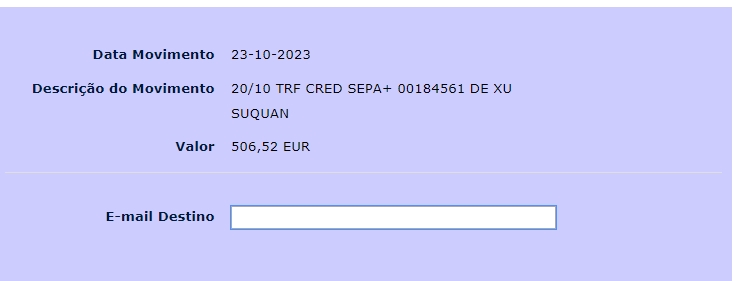 Data Movimento 23-10-2023
Descrição do Movimento 20/10 TRF CRED SEPA+ 00184561 DE XU
SUQUAN
Valor 506,52 EUR
E-mail Destino